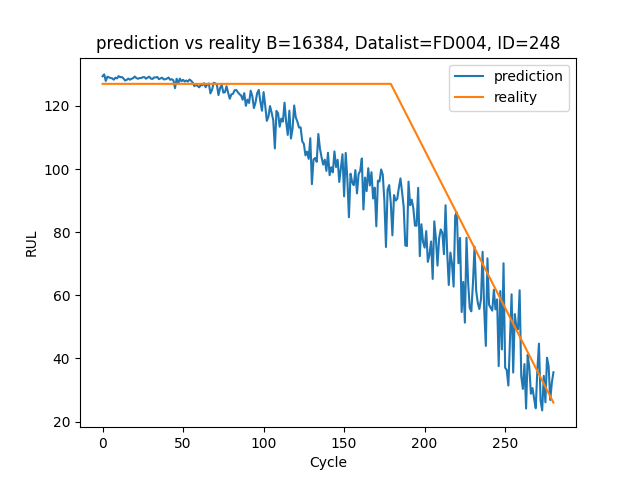 prediction vs reality B=16384, Datalist=FD004, ID=248
prediction
reality
120
100
80
60
40
20
RUL
0 50 100 150 200 250
Cycle